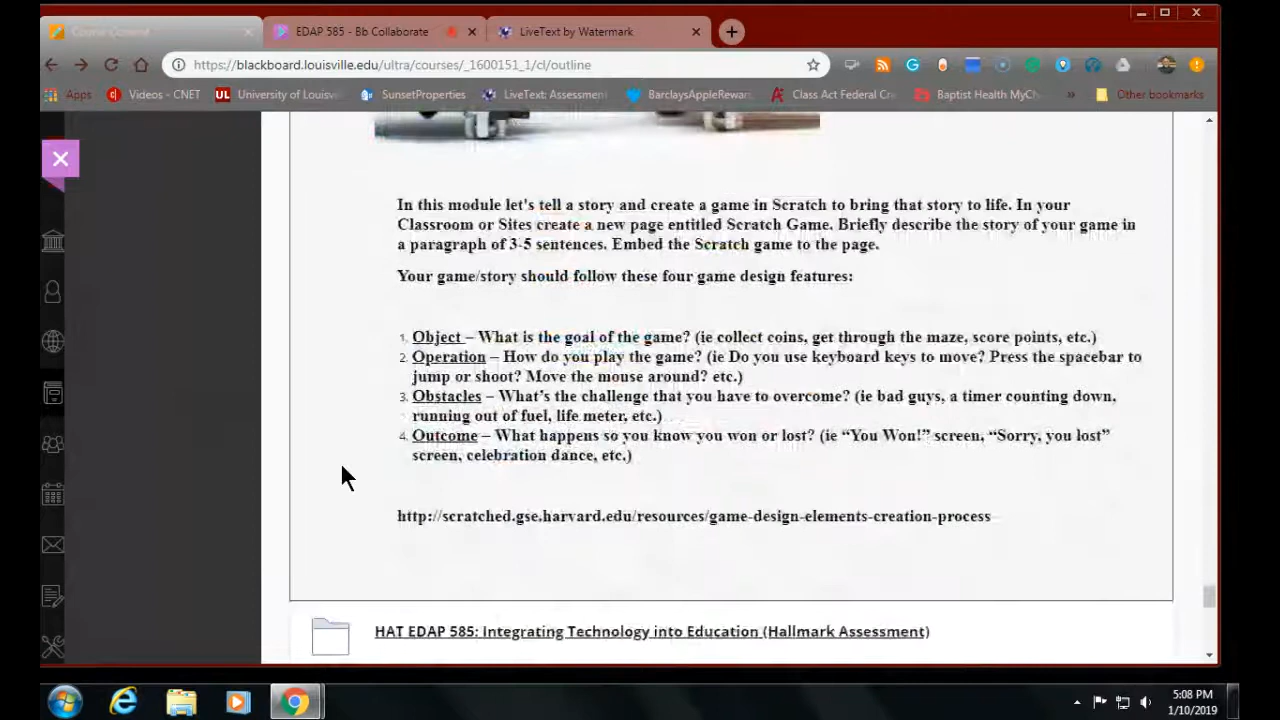 Course Content
EDAP 585 - Bb Collaborate
LiveText by Watermark
https://blackboard.louisville.edu/ultra/courses/_1600151_1/cl/outline
Apps
Videos - CNET
UL University of Louisv
SunsetProperties
LiveText: Assessment
BarclaysAppleReward
Class Act Federal Cre
Baptist Health MyCh
»
Other bookmarks
In this module let's tell a story and create a game in Scratch to bring that story to life. In your
Classroom or Sites create a new page entitled Scratch Game. Briefly describe the story of your game in
a paragraph of 3-5 sentences. Embed the Scratch game to the page.
Your game/story should follow these four game design features:
1. Object – What is the goal of the game? (ie collect coins, get through the maze, score points, etc.)
2. Operation – How do you play the game? (ie Do you use keyboard keys to move? Press the spacebar to
jump or shoot? Move the mouse around? etc.)
3. Obstacles – What's the challenge that you have to overcome? (ie bad guys, a timer counting down,
running out of fuel, life meter, etc.)
4. Outcome – What happens so you know you won or lost? (ie “You Won!” screen, “Sorry, you lost”
screen, celebration dance, etc.)
http://scratched.gse.harvard.edu/resources/game-design-elements-creation-process
HAT EDAP 585: Integrating Technology into Education (Hallmark Assessment)
5:08 PM
1/10/2019